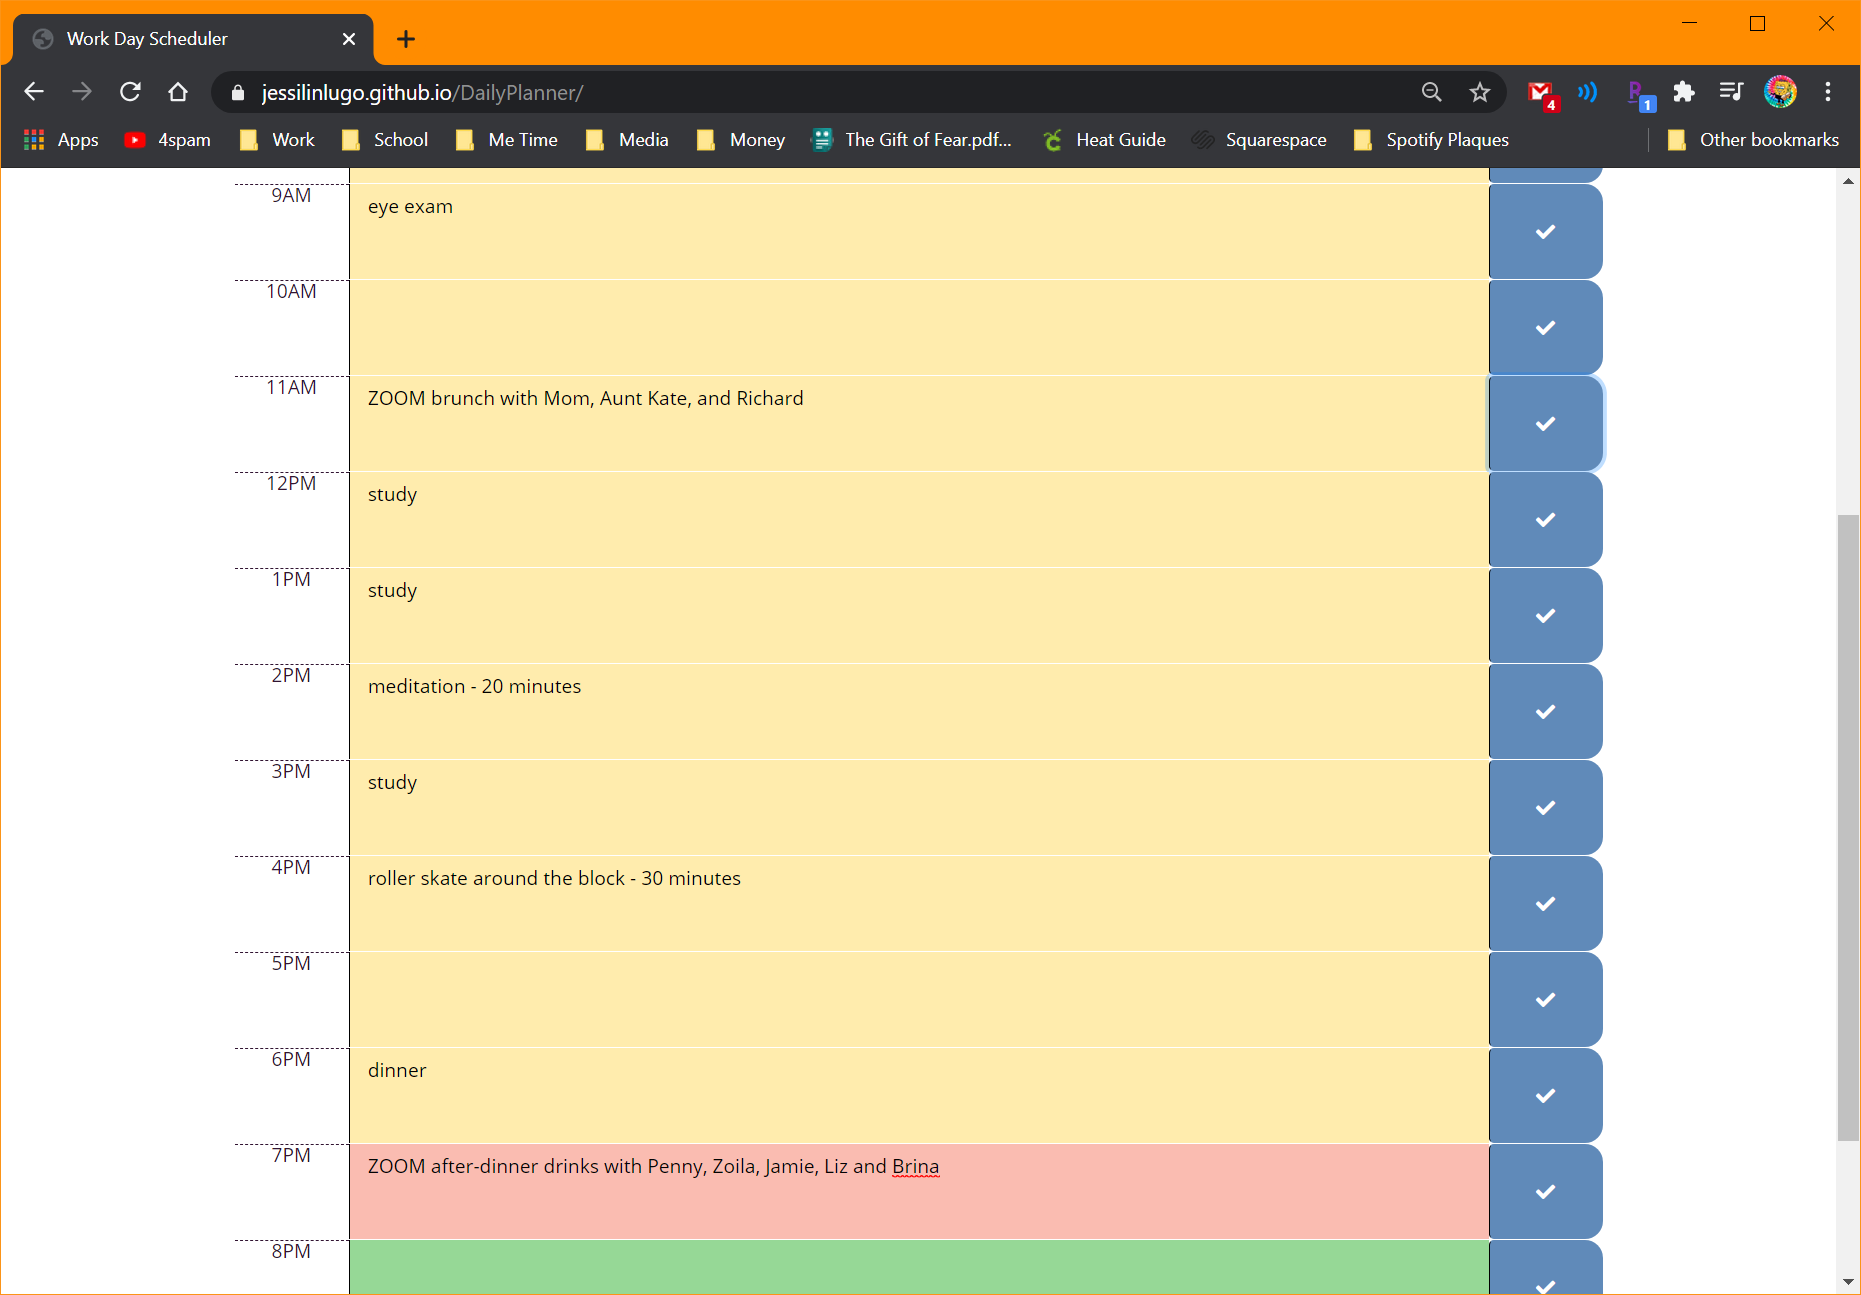 Work Day Scheduler
jessilinlugo.github.io/DailyPlanner/
4
1
Apps 4spam Work School Me Time Media Money The Gift of Fear.pdf... Heat Guide Squarespace Spotify Plaques Other bookmarks
9AM eye exam
10AM
11AM ZOOM brunch with Mom, Aunt Kate, and Richard
12PM study
1PM study
2PM meditation - 20 minutes
3PM study
4PM roller skate around the block - 30 minutes
5PM
6PM dinner
7PM ZOOM after-dinner drinks with Penny, Zoila, Jamie, Liz and Brina
8PM